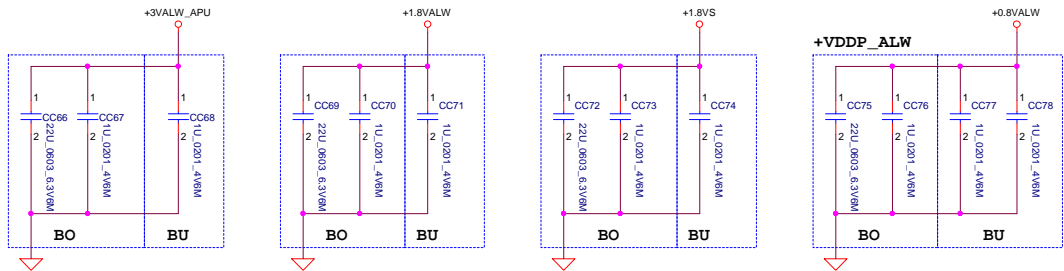 +3VALW_APU
1
CC66
2
22U_0603_6.3V6M
1
CC67
2
1U_0201_4V6M
1
CC68
2
1U_0201_4V6M
BO
BU
+1.8VALW
1
CC69
2
22U_0603_6.3V6M
1
CC70
2
1U_0201_4V6M
1
CC71
2
1U_0201_4V6M
BO
BU
+1.8VS
1
CC72
2
22U_0603_6.3V6M
1
CC73
2
1U_0201_4V6M
1
CC74
2
1U_0201_4V6M
BO
BU
+0.8VALW
+VDDP_ALW
1
CC75
2
22U_0603_6.3V6M
1
CC76
2
1U_0201_4V6M
1
CC77
2
1U_0201_4V6M
1
CC78
2
1U_0201_4V6M
BO
BU